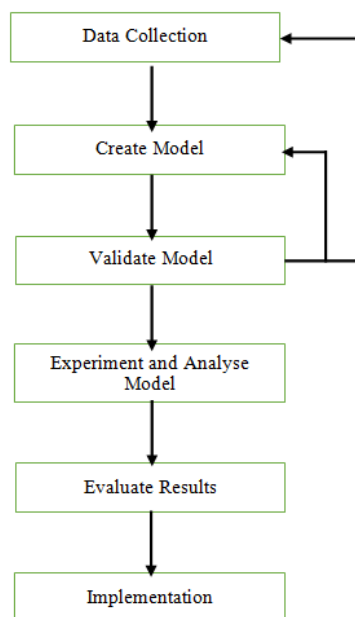 Data Collection
Create Model
Validate Model
Experiment and Analyse
Model
Evaluate Results
Implementation